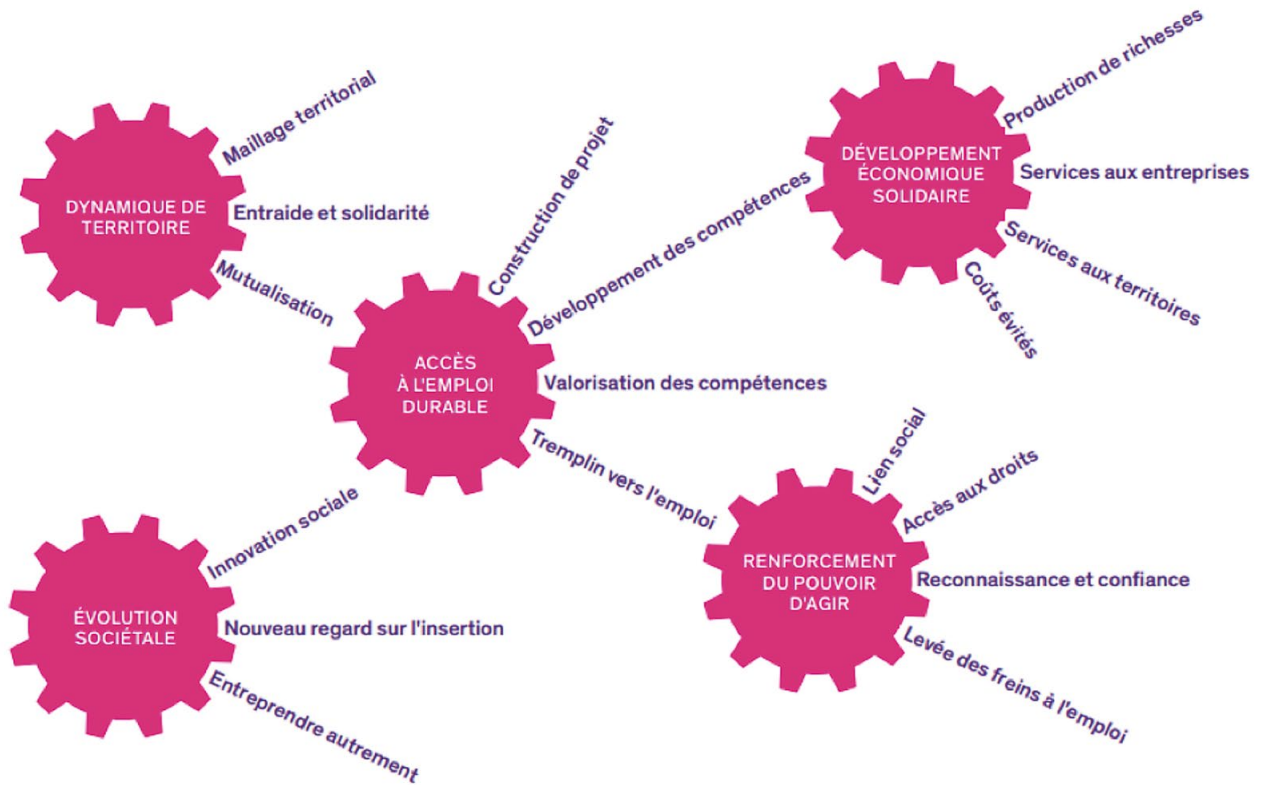 DYNAMIQUE DE
TERRITOIRE
Maillage territorial
Entraide et solidarité
Mutualisation
ACCÈS
À L'EMPLOI
DURABLE
Construction de projet
Développement des compétences
Valorisation des compétences
Tremplin vers l'emploi
DÉVELOPPEMENT
ÉCONOMIQUE
SOLIDAIRE
Production de richesses
Services aux entreprises
Services aux territoires
Coûts évités
RENFORCEMENT
DU POUVOIR
D'AGIR
Lien social
Accès aux droits
Reconnaissance et confiance
Levée des freins à l'emploi
ÉVOLUTION
SOCIÉTALE
Innovation sociale
Nouveau regard sur l'insertion
Entreprendre autrement